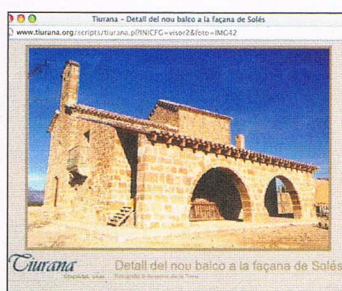 Tiurana - Detall del nou balco a la façana de Solés
www.tiurana.org/scripts/tiurana.pl?INICFG=visor2&foto=IMG42
Tiurana
Detall del nou balco a la façana de Solés